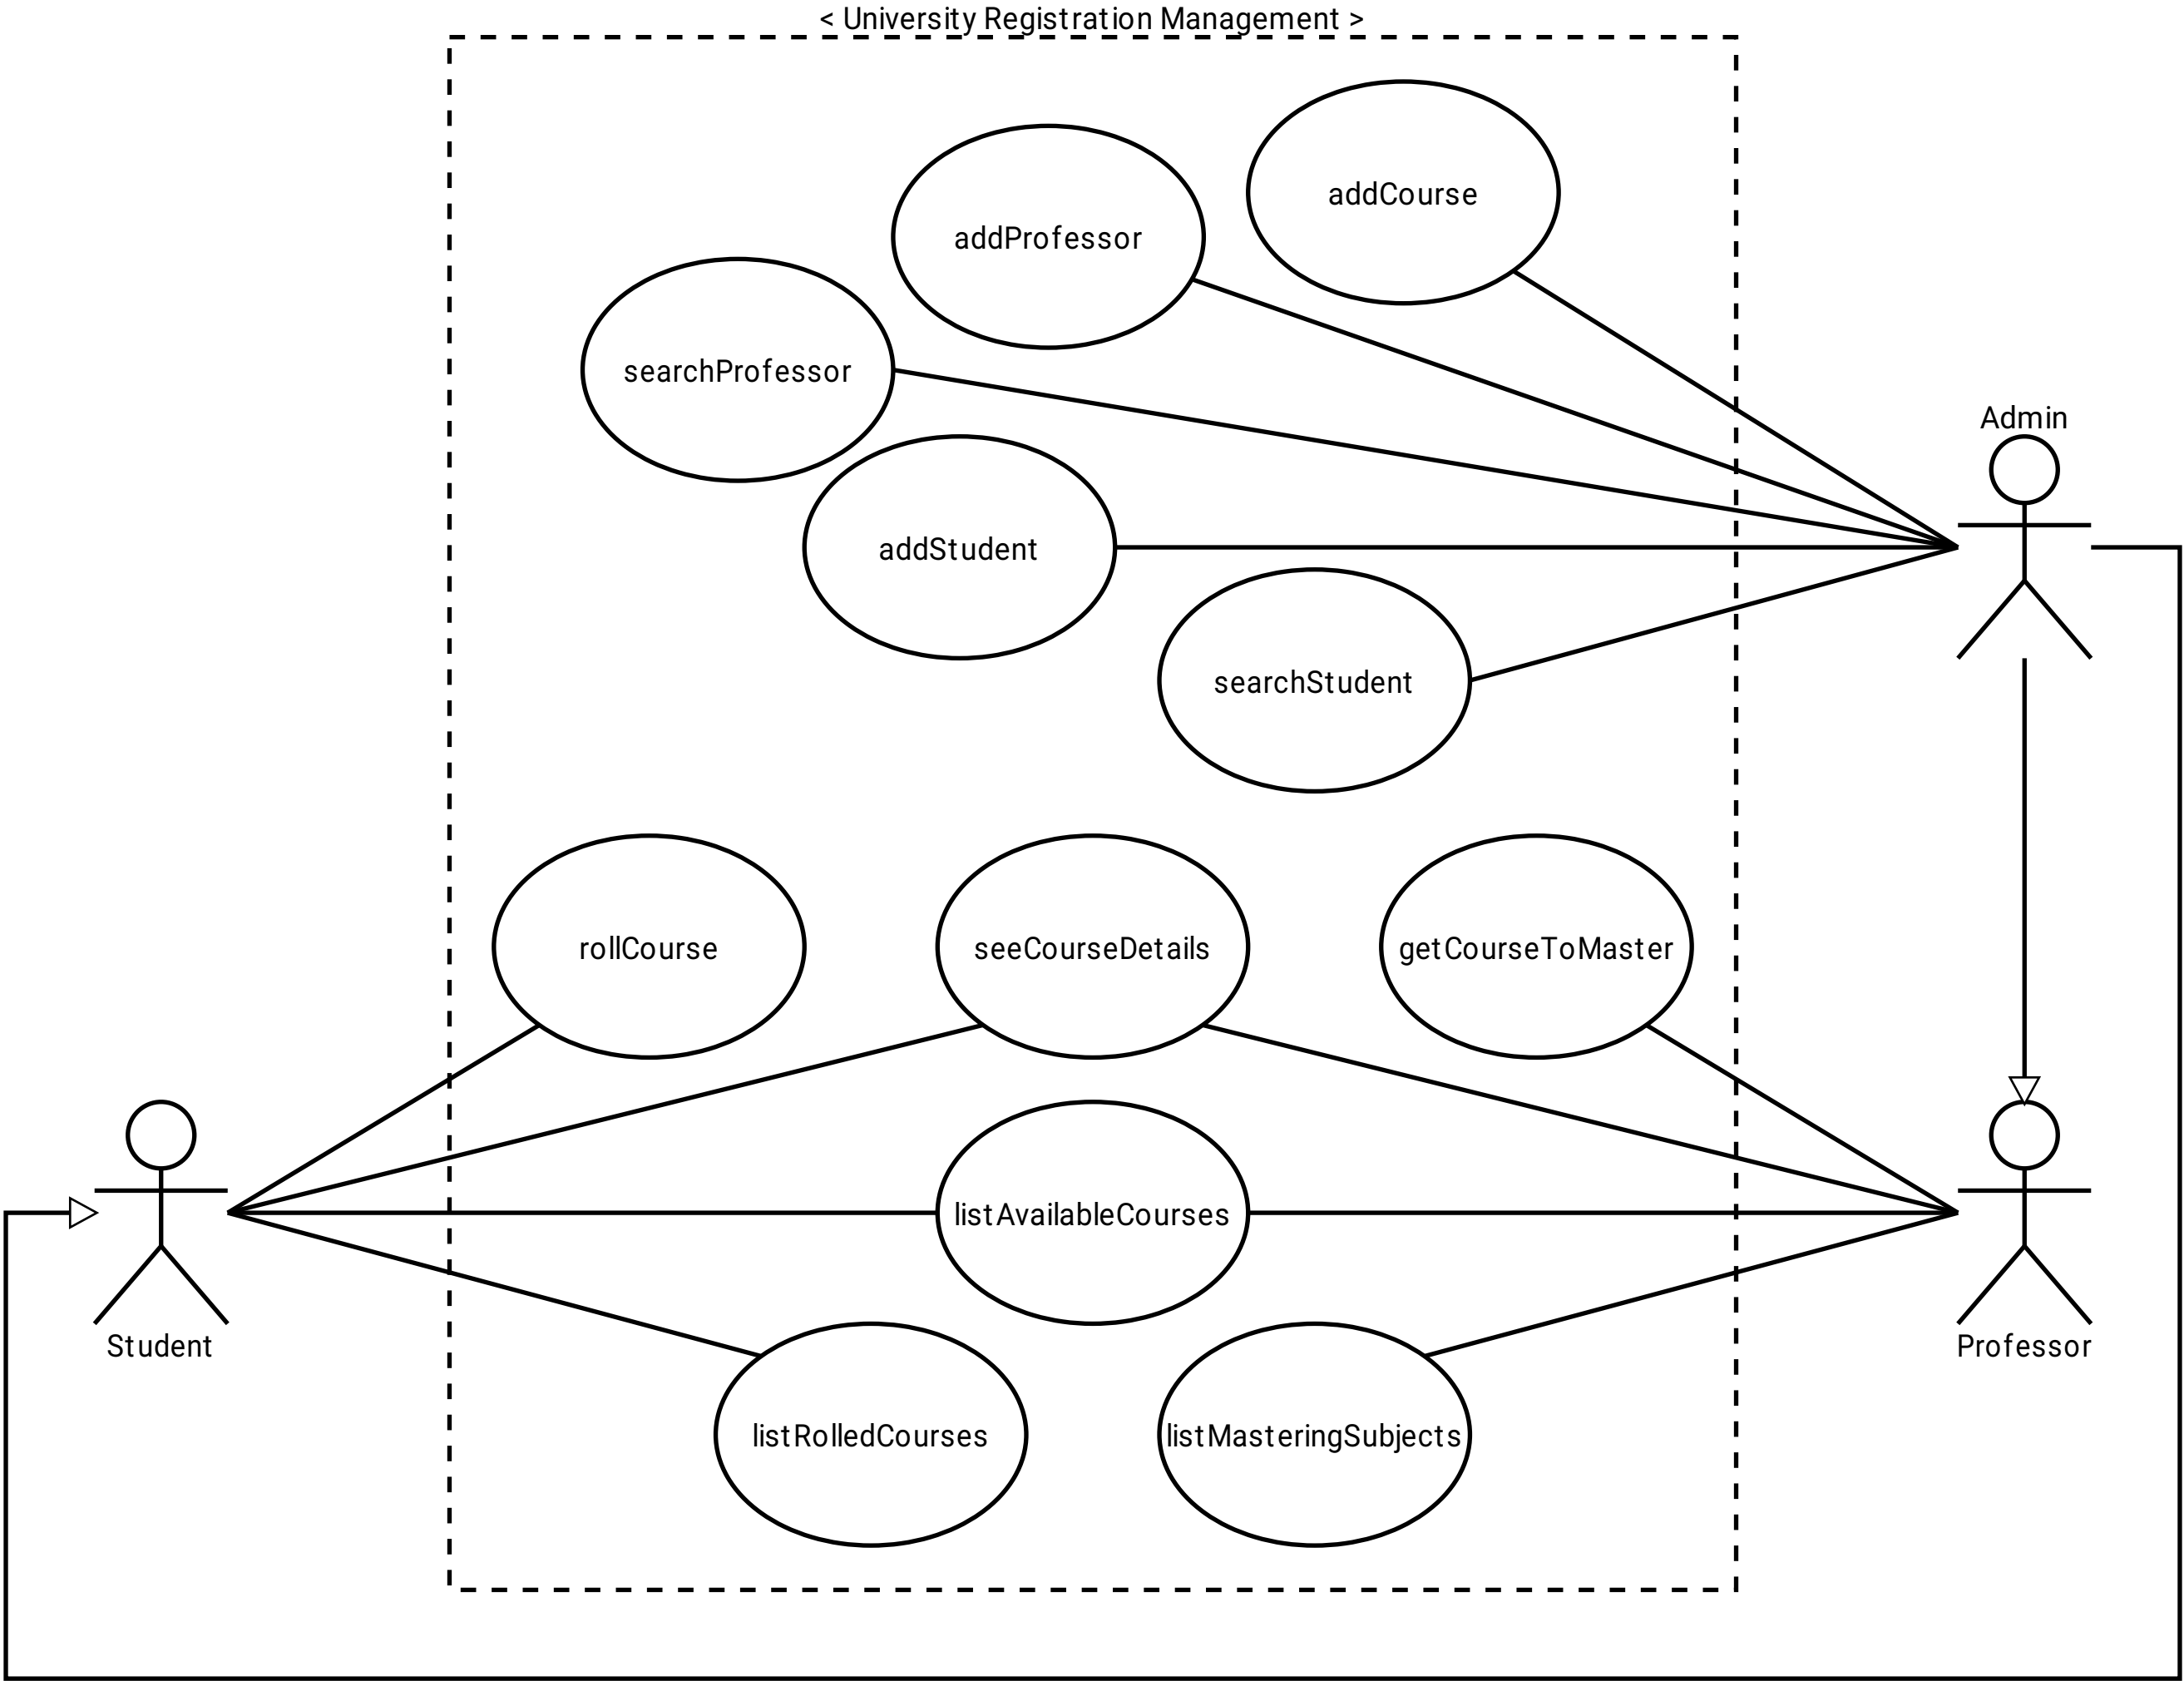 < University Registration Management >
addCourse
addProfessor
searchProfessor
Admin
addStudent
searchStudent
rollCourse
seeCourseDetails
getCourseToMaster
listAvailableCourses
Student
Professor
listRolledCourses
listMasteringSubjects